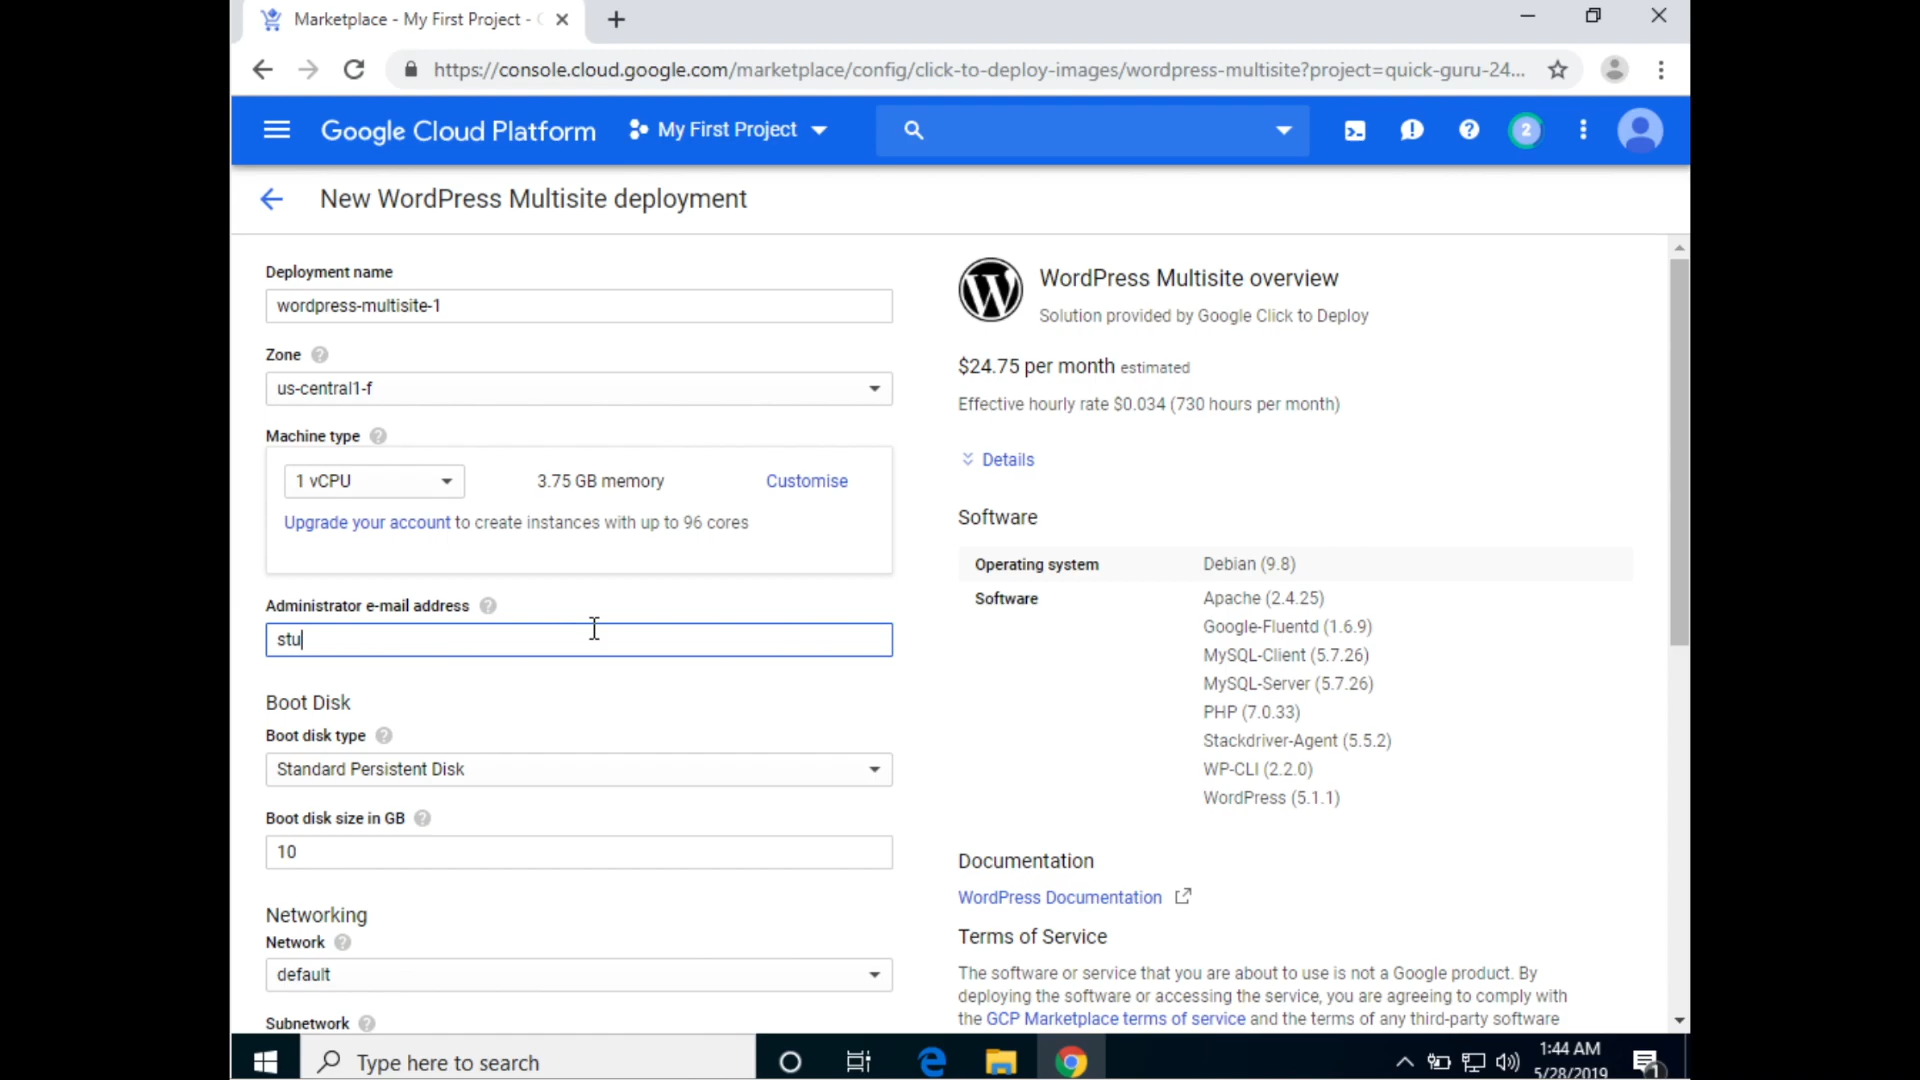 Marketplace - My First Project -
https://console.cloud.google.com/marketplace/config/click-to-deploy-images/wordpress-multisite?project=quick-guru-24...
Google Cloud Platform
My First Project
2
New WordPress Multisite deployment
Deployment name
wordpress-multisite-1
Zone
us-central1-f
Machine type
1 vCPU
3.75 GB memory
Customise
Upgrade your account to create instances with up to 96 cores
Administrator e-mail address
stu
Boot Disk
Boot disk type
Standard Persistent Disk
Boot disk size in GB
10
Networking
Network
default
Subnetwork
WordPress Multisite overview
Solution provided by Google Click to Deploy
$24.75 per month estimated
Effective hourly rate $0.034 (730 hours per month)
Details
Software
Operating system
Debian (9.8)
Software
Apache (2.4.25)
Google-Fluentd (1.6.9)
MySQL-Client (5.7.26)
MySQL-Server (5.7.26)
PHP (7.0.33)
Stackdriver-Agent (5.5.2)
WP-CLI (2.2.0)
WordPress (5.1.1)
Documentation
WordPress Documentation
Terms of Service
The software or service that you are about to use is not a Google product. By
deploying the software or accessing the service, you are agreeing to comply with
the GCP Marketplace terms of service and the terms of any third-party software
Type here to search
1:44 AM
5/28/2019
1